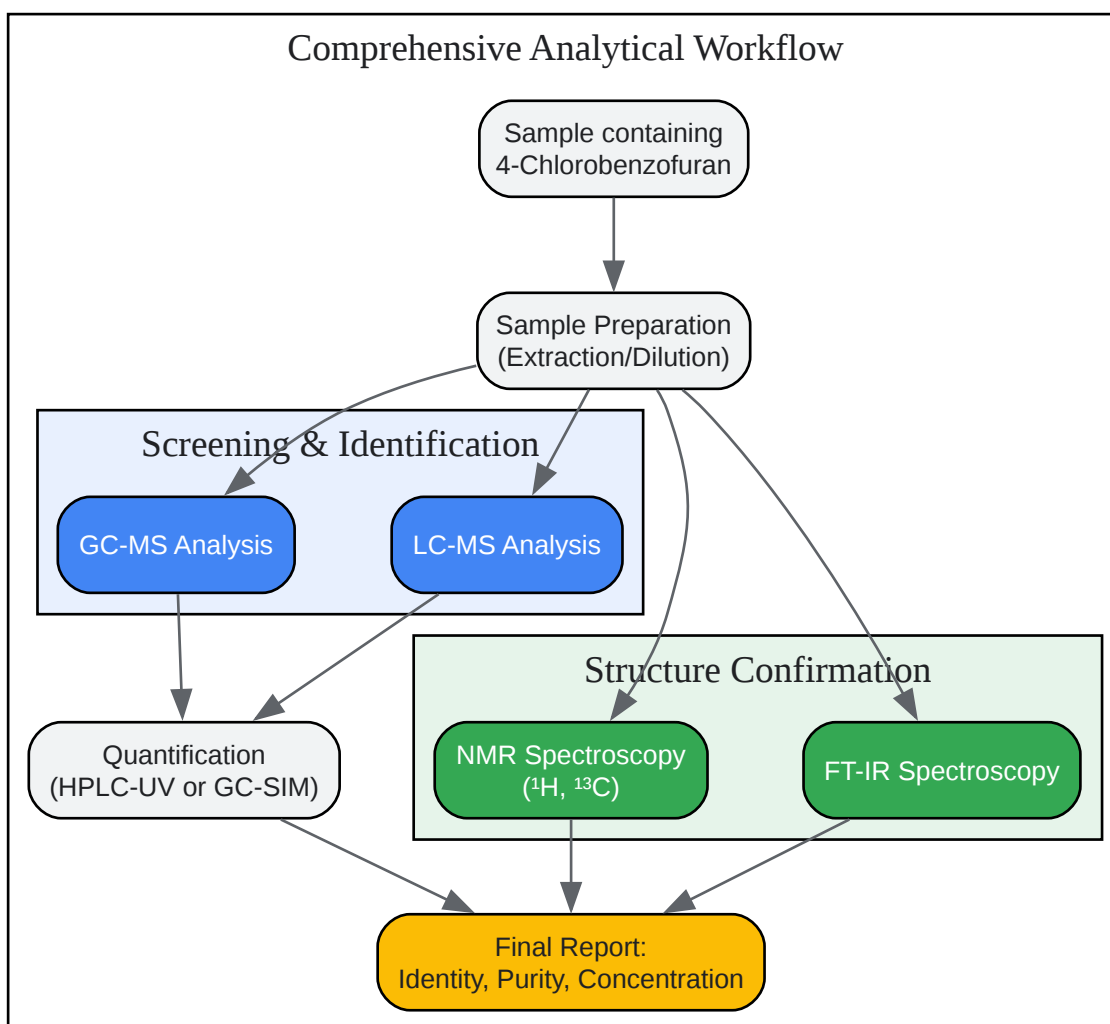 Comprehensive Analytical Workflow
Sample containing
4-Chlorobenzofuran
Sample Preparation
(Extraction/Dilution)
Screening & Identification
GC-MS Analysis
LC-MS Analysis
Structure Confirmation
Quantification
(HPLC-UV or GC-SIM)
NMR Spectroscopy
(¹H, ¹³C)
FT-IR Spectroscopy
Final Report:
Identity, Purity, Concentration